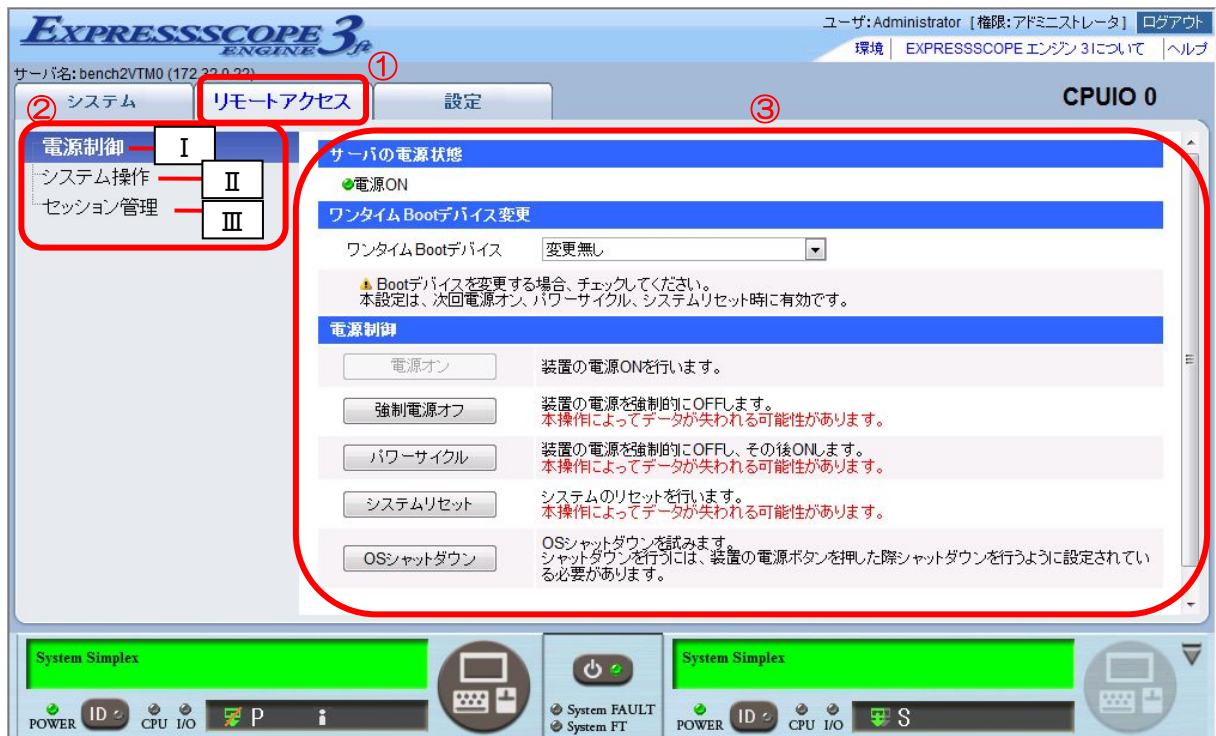 EXPRESSSCOPE
ENGINE 3 ft
ユーザ:Administrator [権限:アドミニストレータ] ログアウト
環境 EXPRESSSCOPE エンジン 3について ヘルプ
サーバ名: bench2VTM0 (172.32.0.22)
①
システム リモートアクセス 設定
CPUIO 0
②
③
電源制御 Ⅰ
システム操作 Ⅱ
セッション管理 Ⅲ
サーバの電源状態
電源ON
ワンタイムBootデバイス変更
ワンタイムBootデバイス 変更無し
Bootデバイスを変更する場合、チェックしてください。
本設定は、次回電源オン、パワーサイクル、システムリセット時に有効です。
電源制御
電源オン 装置の電源ONを行います。
強制電源オフ 装置の電源を強制的にOFFします。
本操作によってデータが失われる可能性があります。
パワーサイクル 装置の電源を強制的にOFFし、その後ONします。
本操作によってデータが失われる可能性があります。
システムリセット システムのリセットを行います。
本操作によってデータが失われる可能性があります。
OSシャットダウン OSシャットダウンを試みます。
シャットダウンを行うには、装置の電源ボタンを押した際シャットダウンを行うように設定されてい
る必要があります。
System Simplex
POWER ID CPU I/O P i
System FAULT
System FT
System Simplex
POWER ID CPU I/O S